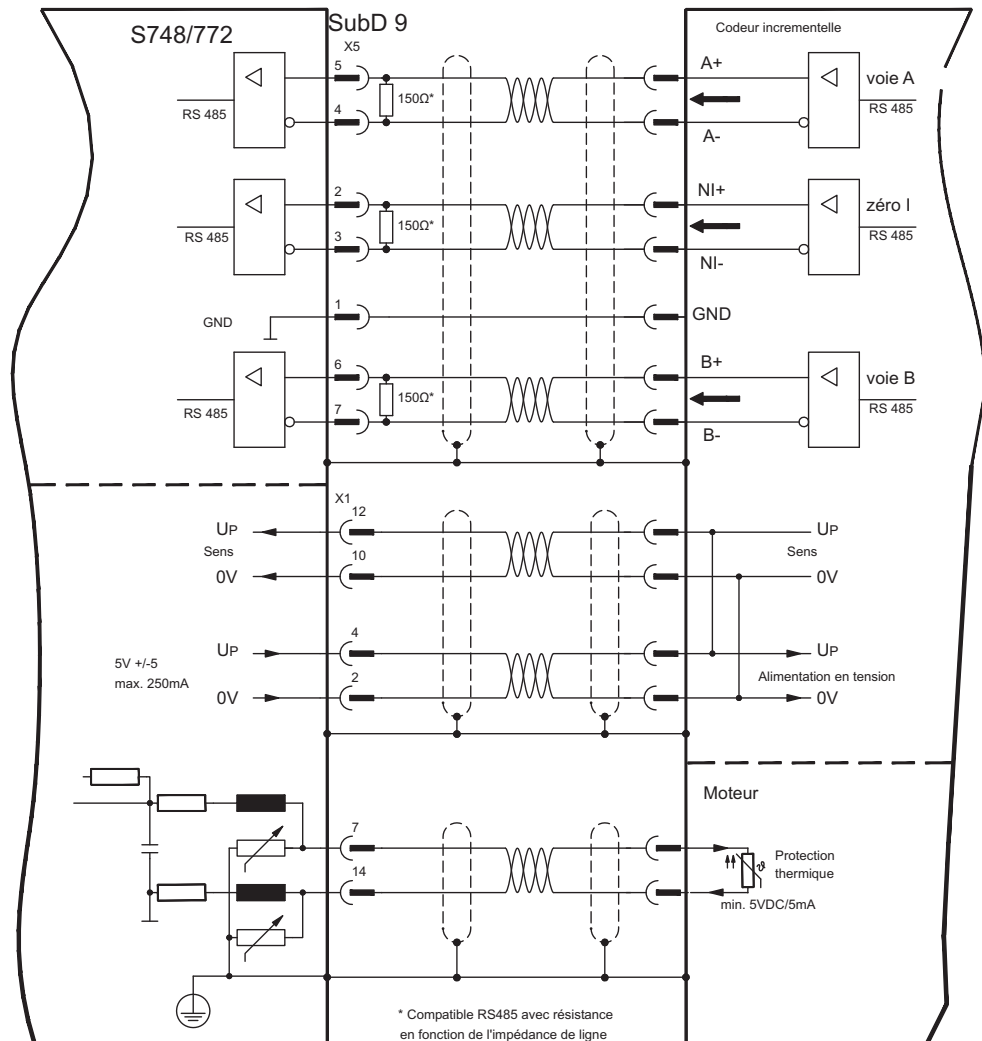 S748/772
SubD 9
Codeur incrementelle
X5
5
A+
voie A
150Ω*
RS 485
RS 485
4
A-
2
NI+
zéro I
150Ω*
RS 485
RS 485
3
NI-
1
GND
GND
6
B+
voie B
150Ω*
RS 485
RS 485
7
B-
X1
12
UP
UP
Sens
Sens
10
0V
0V
4
UP
UP
5V +/-5
max. 250mA
Alimentation en tension
2
0V
0V
Moteur
7
Protection
thermique
14
ϑ
min. 5VDC/5mA
* Compatible RS485 avec résistance
en fonction de l'impédance de ligne